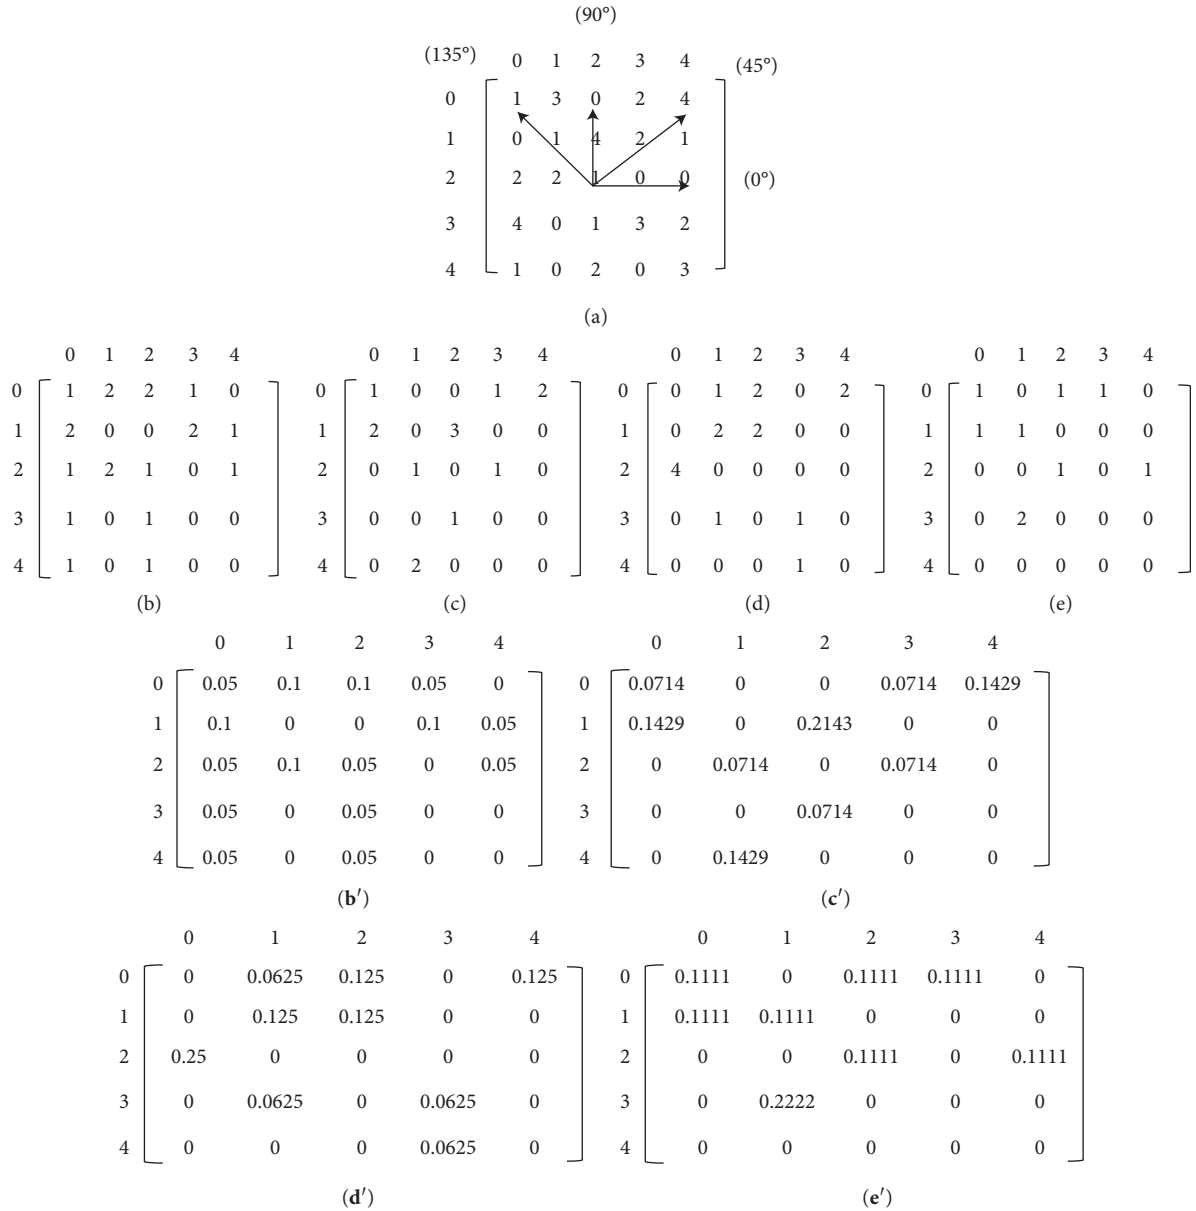 (90°)
(135°) 0 1 2 3 4 (45°)
0 1 3 0 2 4
1 0 1 4 2 1
2 2 2 1 0 0 (0°)
3 4 0 1 3 2
4 1 0 2 0 3
(a)
0 1 2 3 4 0 1 2 3 4 0 1 2 3 4 0 1 2 3 4
0 1 2 2 1 0 0 1 0 0 1 2 0 0 1 2 0 2 0 1 0 1 1 0
1 2 0 0 2 1 1 2 0 3 0 0 1 0 2 2 0 0 1 1 1 0 0 0
2 1 2 1 0 1 2 0 1 0 1 0 2 4 0 0 0 0 2 0 0 1 0 1
3 1 0 1 0 0 3 0 0 1 0 0 3 0 1 0 1 0 3 0 2 0 0 0
4 1 0 1 0 0 4 0 2 0 0 0 4 0 0 0 1 0 4 0 0 0 0 0
(b) (c) (d) (e)
0 1 2 3 4 0 1 2 3 4
0 0.05 0.1 0.1 0.05 0 0 0.0714 0 0 0.0714 0.1429
1 0.1 0 0 0.1 0.05 1 0.1429 0 0.2143 0 0
2 0.05 0.1 0.05 0 0.05 2 0 0.0714 0 0.0714 0
3 0.05 0 0.05 0 0 3 0 0 0.0714 0 0
4 0.05 0 0.05 0 0 4 0 0.1429 0 0 0
(b′) (c′)
0 1 2 3 4 0 1 2 3 4
0 0 0.0625 0.125 0 0.125 0 0.1111 0 0.1111 0.1111 0
1 0 0.125 0.125 0 0 1 0.1111 0.1111 0 0 0
2 0.25 0 0 0 0 2 0 0 0.1111 0 0.1111
3 0 0.0625 0 0.0625 0 3 0 0.2222 0 0 0
4 0 0 0 0.0625 0 4 0 0 0 0 0
(d′) (e′)